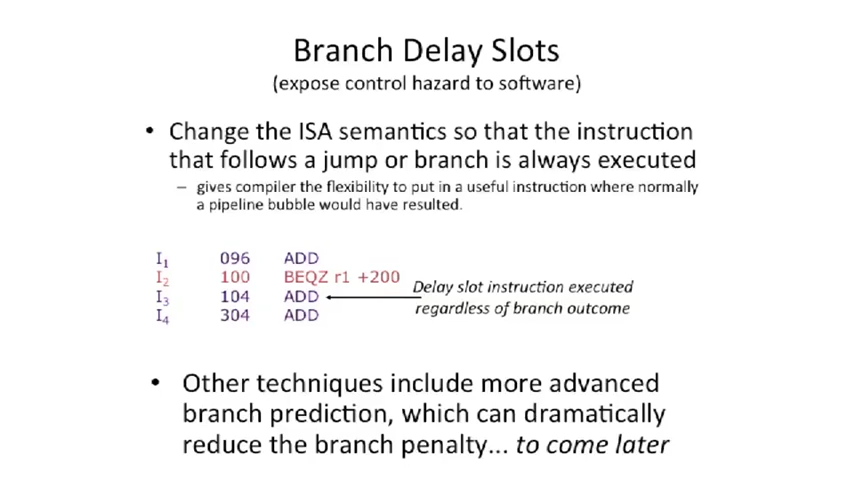 Branch Delay Slots
(expose control hazard to software)
• Change the ISA semantics so that the instruction
that follows a jump or branch is always executed
– gives compiler the flexibility to put in a useful instruction where normally
a pipeline bubble would have resulted.
I1 096 ADD
I2 100 BEQZ r1 +200
I3 104 ADD
I4 304 ADD
Delay slot instruction executed
regardless of branch outcome
• Other techniques include more advanced
branch prediction, which can dramatically
reduce the branch penalty... to come later